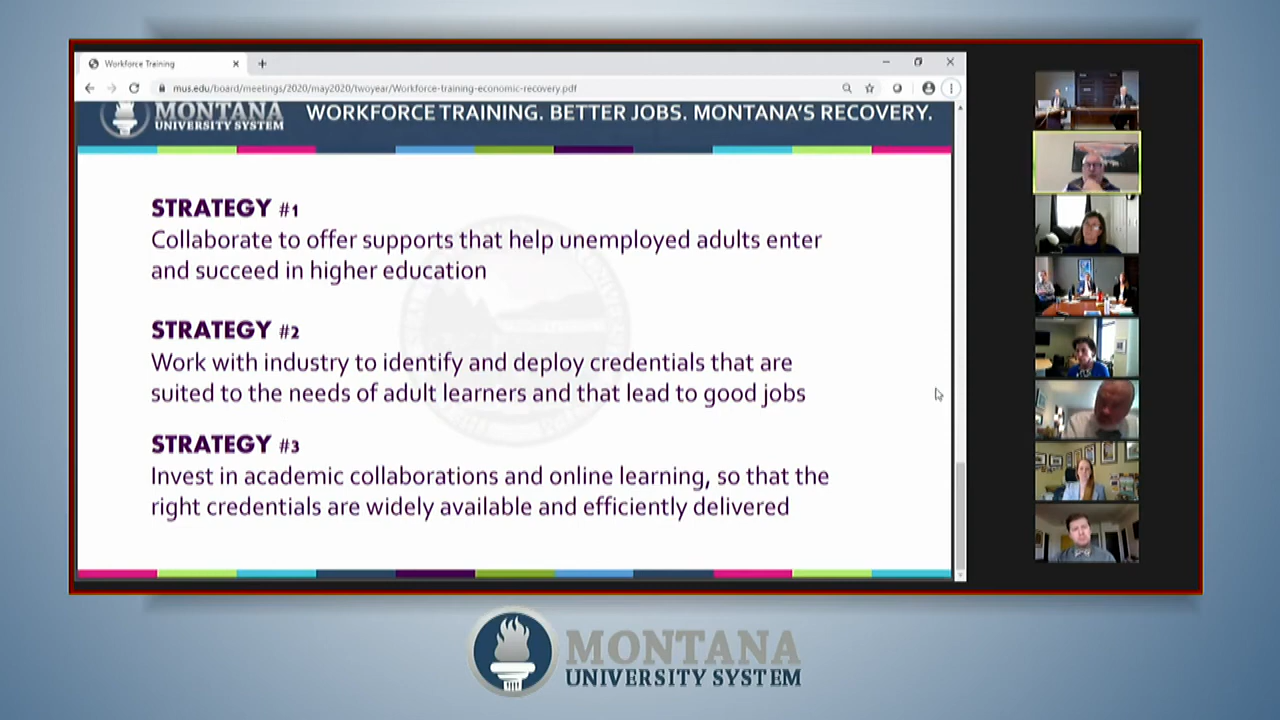 Workforce Training
mus.edu/board/meetings/2020/may2020/twoyear/Workforce-training-economic-recovery.pdf
MONTANA
UNIVERSITY SYSTEM
WORKFORCE TRAINING. BETTER JOBS. MONTANA'S RECOVERY.
STRATEGY #1
Collaborate to offer supports that help unemployed adults enter
and succeed in higher education
STRATEGY #2
Work with industry to identify and deploy credentials that are
suited to the needs of adult learners and that lead to good jobs
STRATEGY #3
Invest in academic collaborations and online learning, so that the
right credentials are widely available and efficiently delivered
MONTANA
UNIVERSITY SYSTEM